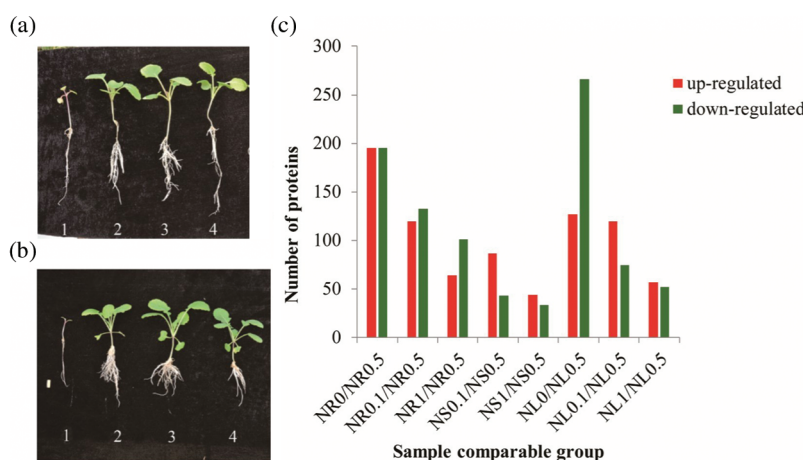 (a)
1 2 3 4
(b)
1 2 3 4
(c)
300
250
200
150
100
50
0
Number of proteins
up-regulated
down-regulated
NR0/NR0.5
NR0.1/NR0.5
NR1/NR0.5
NS0.1/NS0.5
NS1/NS0.5
NL0/NL0.5
NL0.1/NL0.5
NL1/NL0.5
Sample comparable group